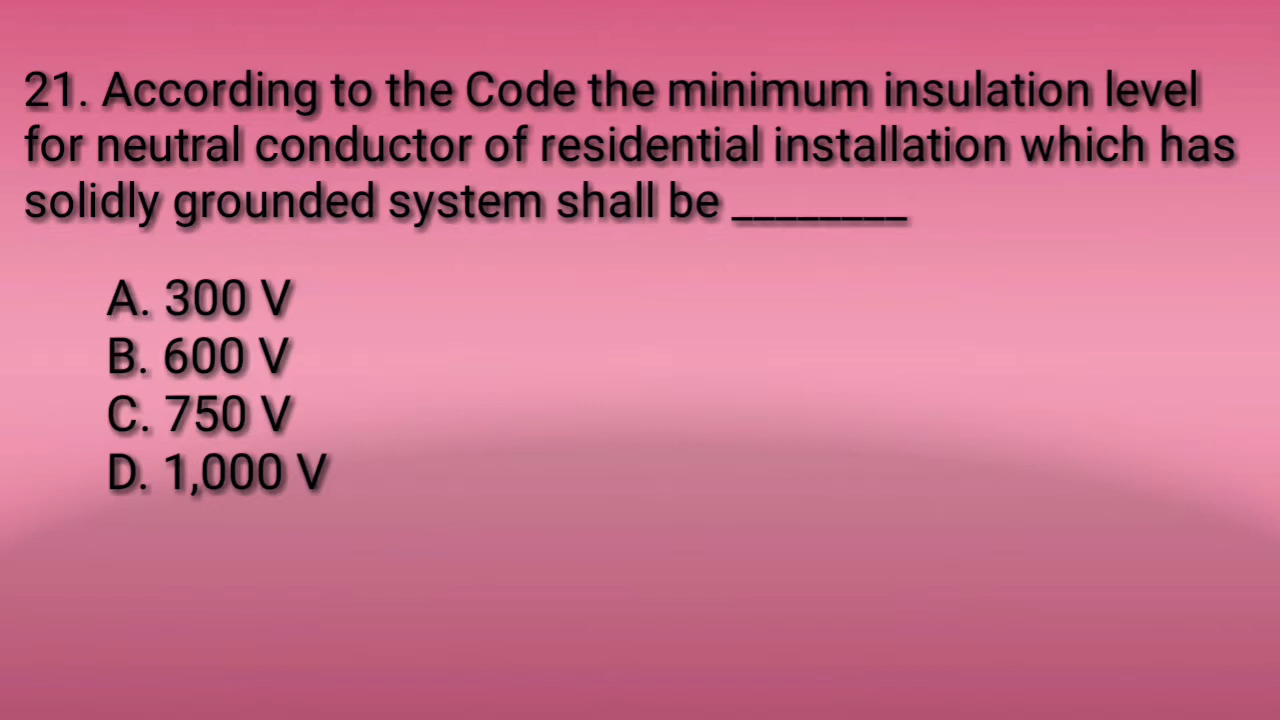 21. According to the Code the minimum insulation level
for neutral conductor of residential installation which has
solidly grounded system shall be ________
A. 300 V
B. 600 V
C. 750 V
D. 1,000 V